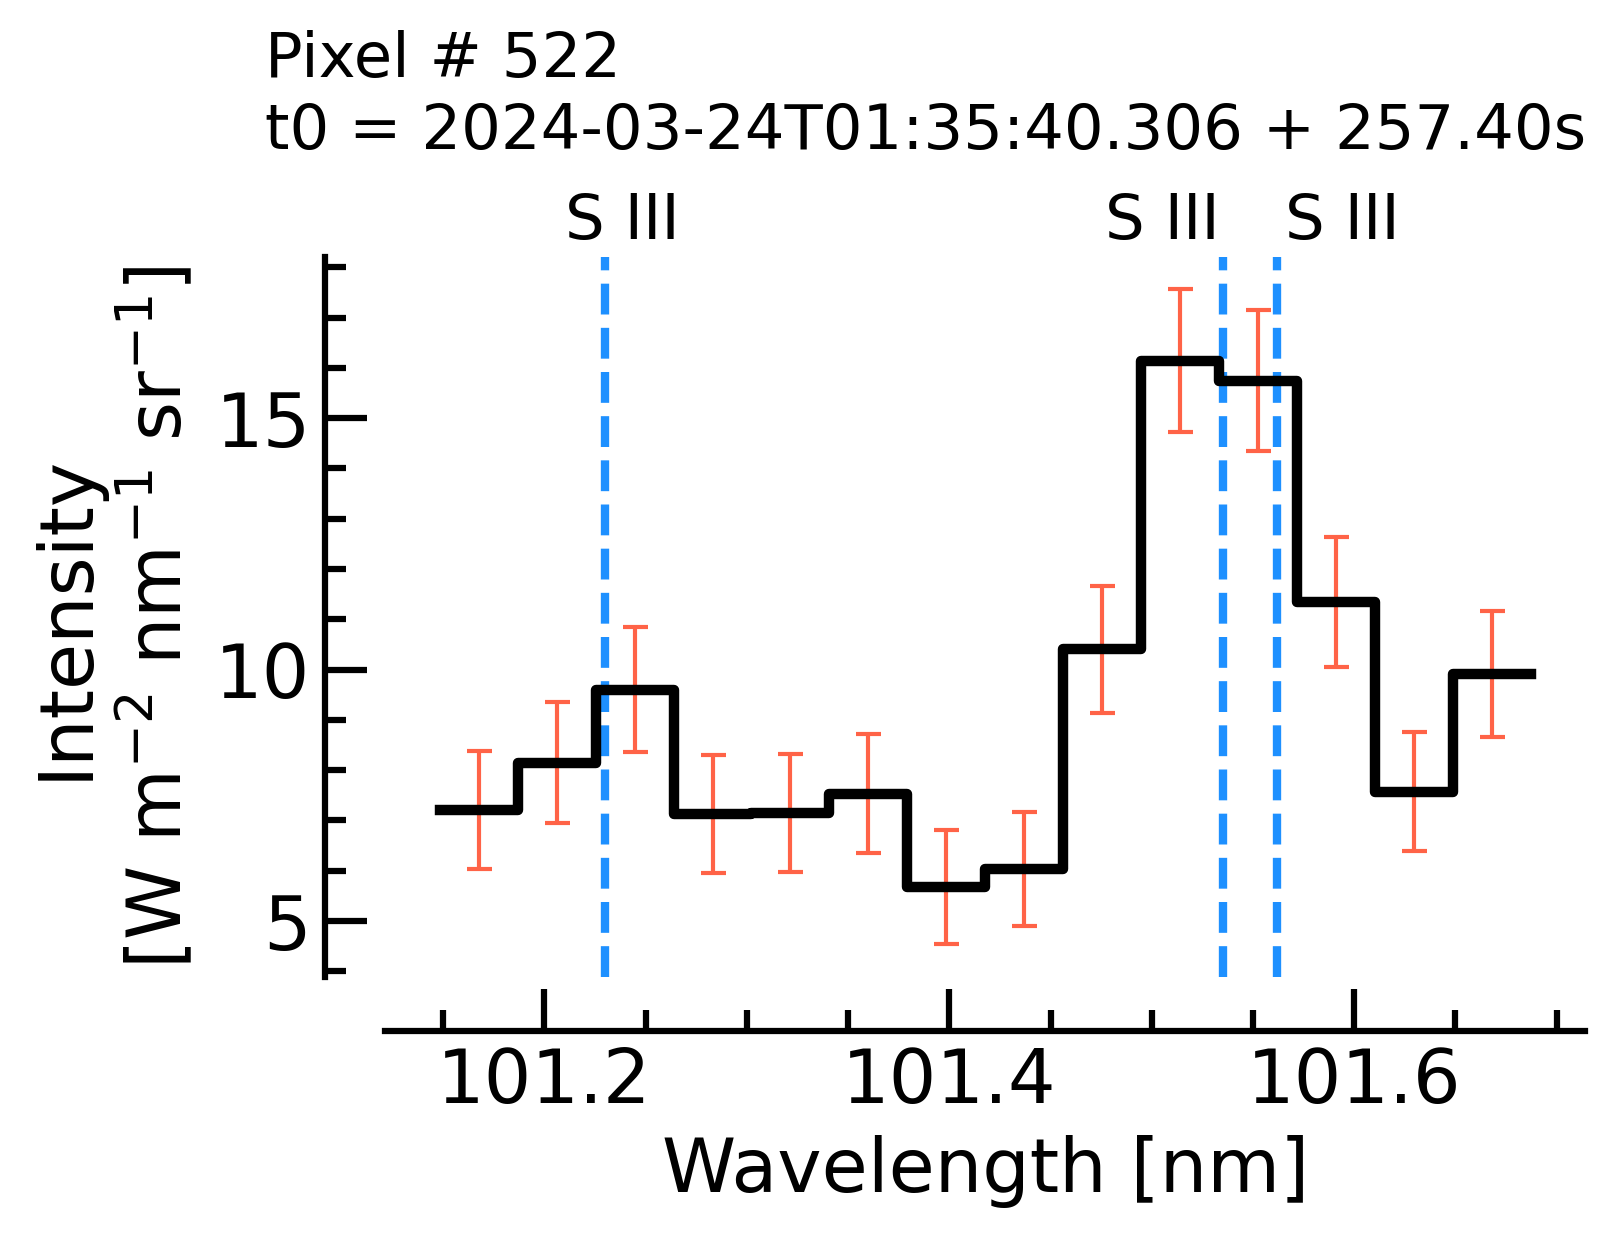 Pixel # 522
t0 = 2024-03-24T01:35:40.306 + 257.40s
S III S III S III
Intensity
[W m⁻² nm⁻¹ sr⁻¹]
15
10
5
101.2 101.4 101.6
Wavelength [nm]